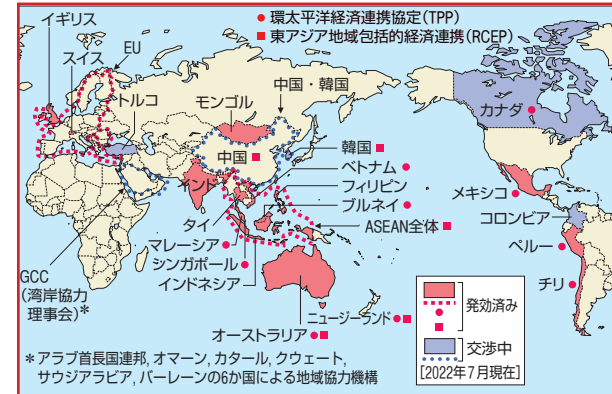 ● 環太平洋経済連携協定(TPP)
■ 東アジア地域包括的経済連携(RCEP)
イギリス
スイス
EU
トルコ
モンゴル
中国・韓国
中国 ■
韓国 ■
ベトナム ●
フィリピン
ブルネイ ●
インド
タイ
ASEAN全体 ■
マレーシア ●
シンガポール ●
インドネシア
GCC
(湾岸協力
理事会)*
オーストラリア ● ■
ニュージーランド ● ■
カナダ ●
メキシコ ●
コロンビア
ペルー ●
チリ ●
発効済み
交渉中
[2022年7月現在]
*アラブ首長国連邦, オマーン, カタール, クウェート,
サウジアラビア, バーレーンの6か国による地域協力機構